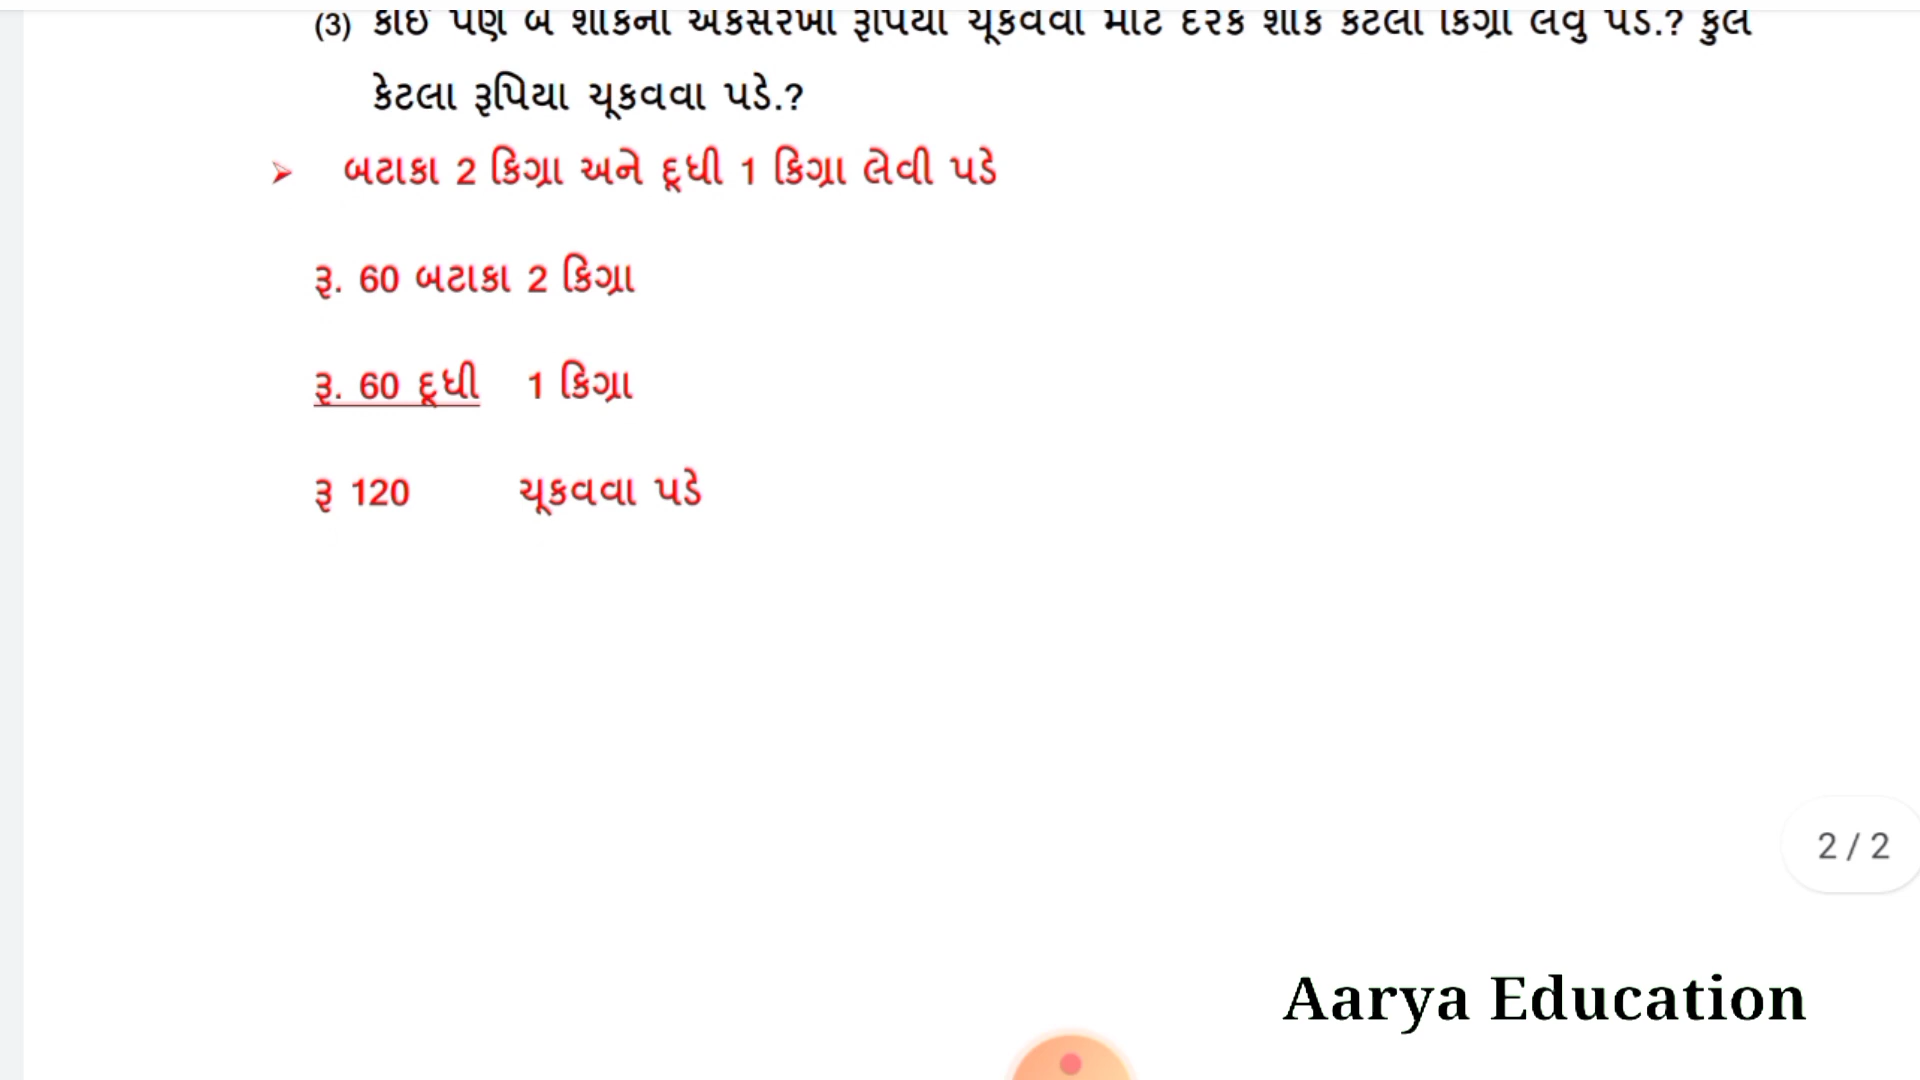 (3) કોઈ પણ બે શાકના એકસરખા રૂપિયા ચૂકવવા માટે દરેક શાક કેટલા કિગ્રા લેવું પડે.? કુલ
કેટલા રૂપિયા ચૂકવવા પડે.?
➢ બટાકા 2 કિગ્રા અને દૂધી 1 કિગ્રા લેવી પડે
રૂ. 60 બટાકા 2 કિગ્રા
રૂ. 60 દૂધી 1 કિગ્રા
રૂ 120 ચૂકવવા પડે
2 / 2
Aarya Education